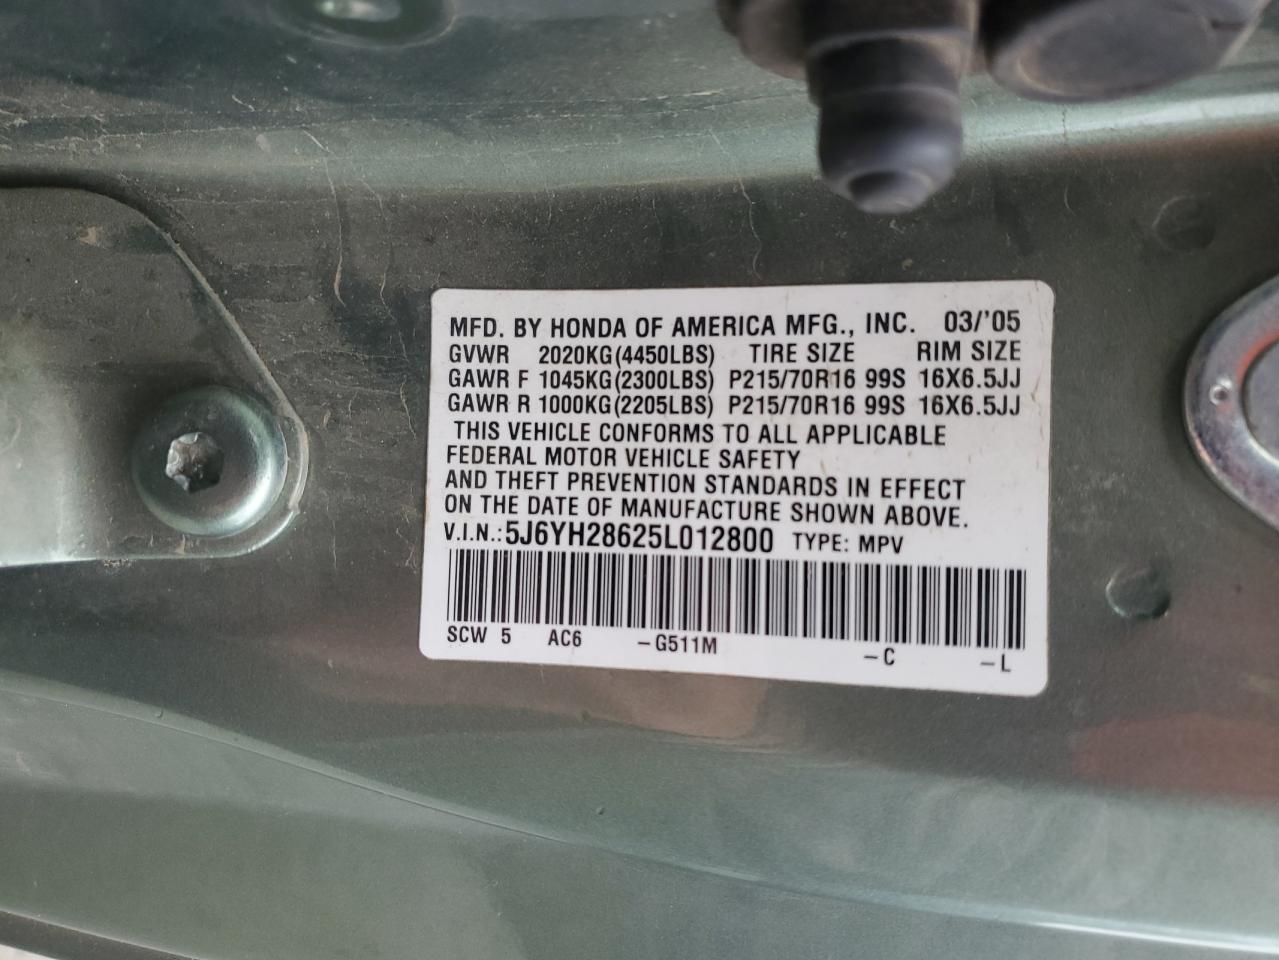 MFD. BY HONDA OF AMERICA MFG., INC. 03/'05
GVWR 2020KG(4450LBS) TIRE SIZE RIM SIZE
GAWR F 1045KG(2300LBS) P215/70R16 99S 16X6.5JJ
GAWR R 1000KG(2205LBS) P215/70R16 99S 16X6.5JJ
THIS VEHICLE CONFORMS TO ALL APPLICABLE
FEDERAL MOTOR VEHICLE SAFETY
AND THEFT PREVENTION STANDARDS IN EFFECT
ON THE DATE OF MANUFACTURE SHOWN ABOVE.
V.I.N.: 5J6YH28625L012800 TYPE: MPV
SCW 5 AC6 -G511M -C -L